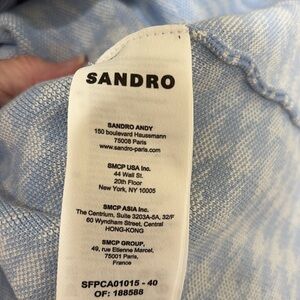 SANDRO
SANDRO ANDY
150 boulevard Haussmann
75008 Paris
www.sandro-paris.com
SMCP USA Inc.
44 Wall St.
20th Floor
New York, NY 10005
SMCP ASIA Inc.
The Centrium, Suite 3203A-5A, 32/F
60 Wyndham Street, Central
HONG-KONG
SMCP GROUP,
49, rue Etienne Marcel,
75001 Paris,
France
SFPCA01015 - 40
OF: 188588